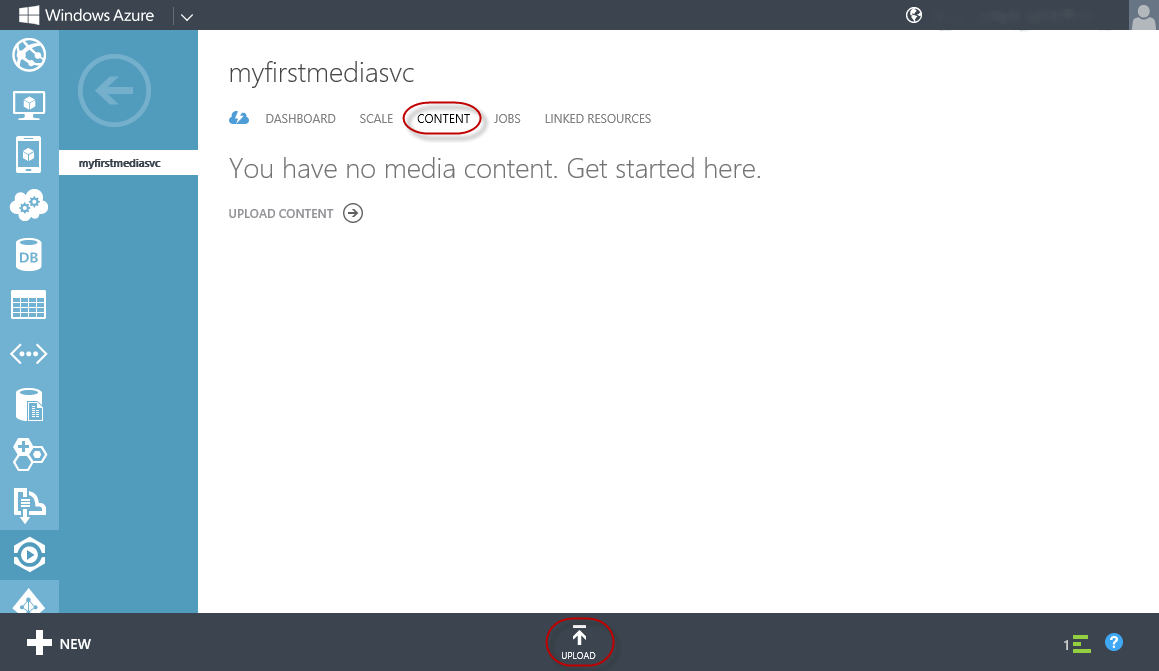 Windows Azure
myfirstmediasvc
DASHBOARD SCALE CONTENT JOBS LINKED RESOURCES
myfirstmediasvc
You have no media content. Get started here.
UPLOAD CONTENT
DB
NEW
UPLOAD
1
?